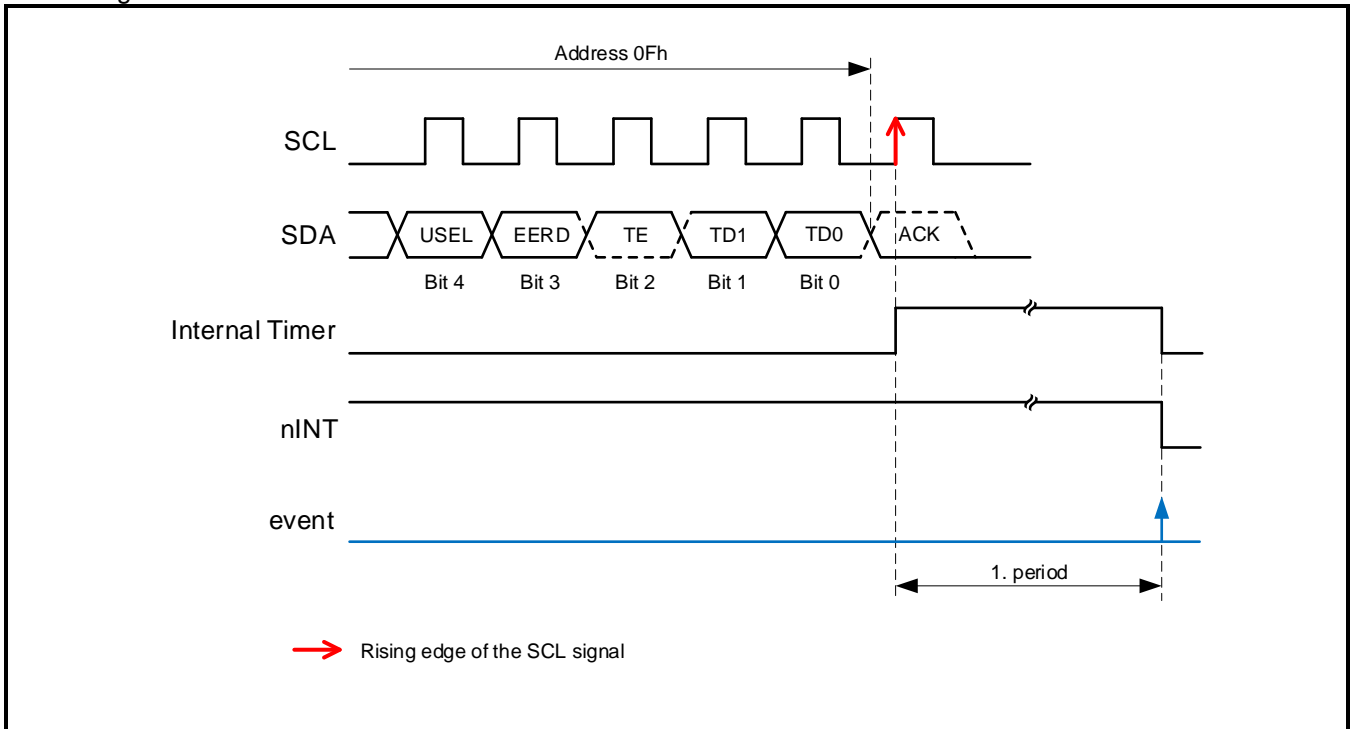 Address 0Fh
SCL
SDA USEL EERD TE TD1 TD0 ACK
Bit 4 Bit 3 Bit 2 Bit 1 Bit 0
Internal Timer
nINT
event
1. period
Rising edge of the SCL signal